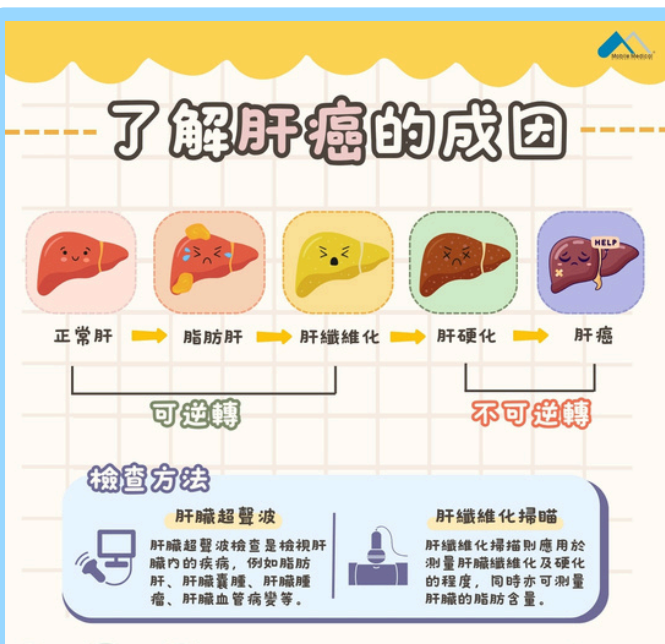 Mobile Medical
了解肝癌的成因
HELP
正常肝 脂肪肝 肝纖維化 肝硬化 肝癌
可逆轉 不可逆轉
檢查方法
肝臟超聲波
肝臟超聲波檢查是檢視肝
臟內的疾病，例如脂肪
肝、肝臟囊腫、肝臟腫
瘤、肝臟血管病變等。
肝纖維化掃瞄
肝纖維化掃描則應用於
測量肝臟纖維化及硬化
的程度，同時亦可測量
肝臟的脂肪含量。